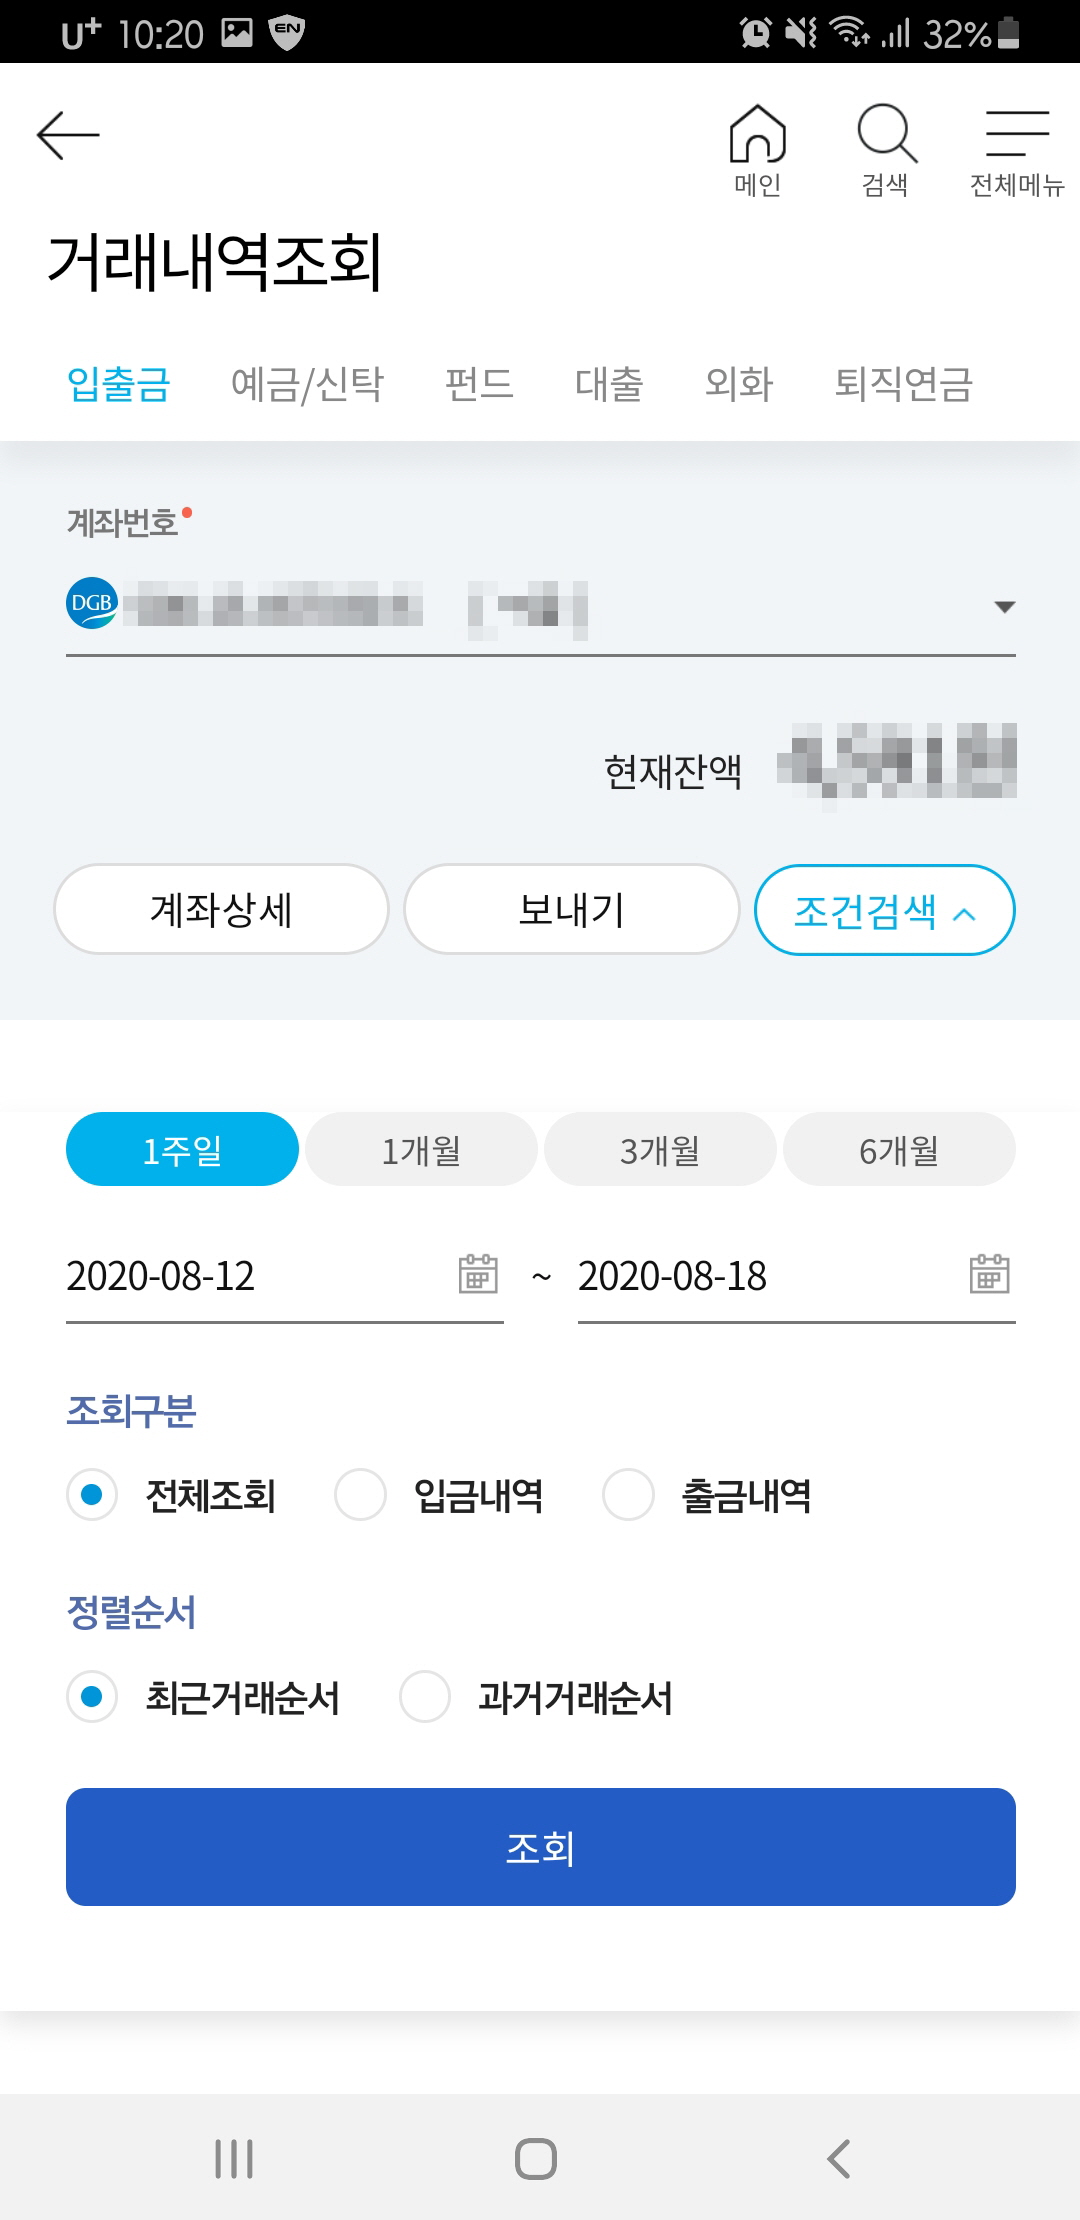 U+ 10:20 EN 32%
메인 검색 전체메뉴
거래내역조회
입출금 예금/신탁 펀드 대출 외화 퇴직연금
계좌번호
DGB
현재잔액
계좌상세 보내기 조건검색
1주일 1개월 3개월 6개월
2020-08-12 ~ 2020-08-18
조회구분
전체조회 입금내역 출금내역
정렬순서
최근거래순서 과거거래순서
조회